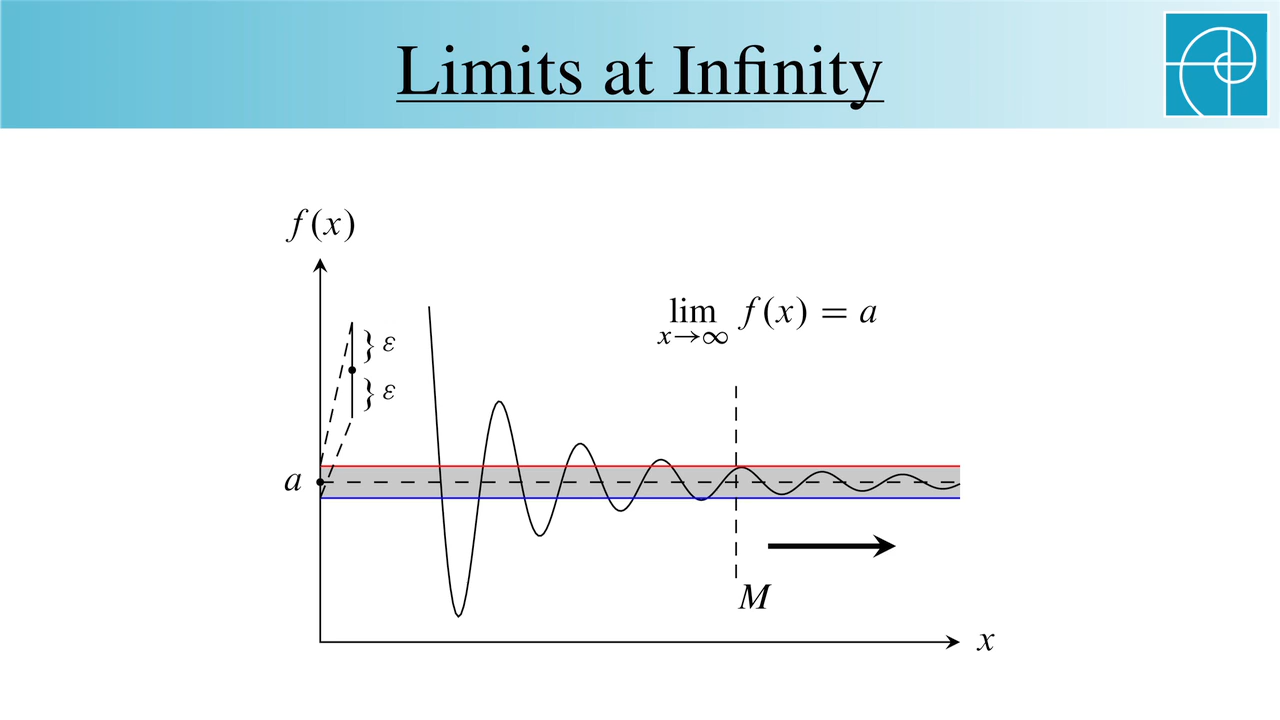 Limits at Infinity
f(x)
lim f(x) = a
x→∞
} ε
} ε
a
M
x